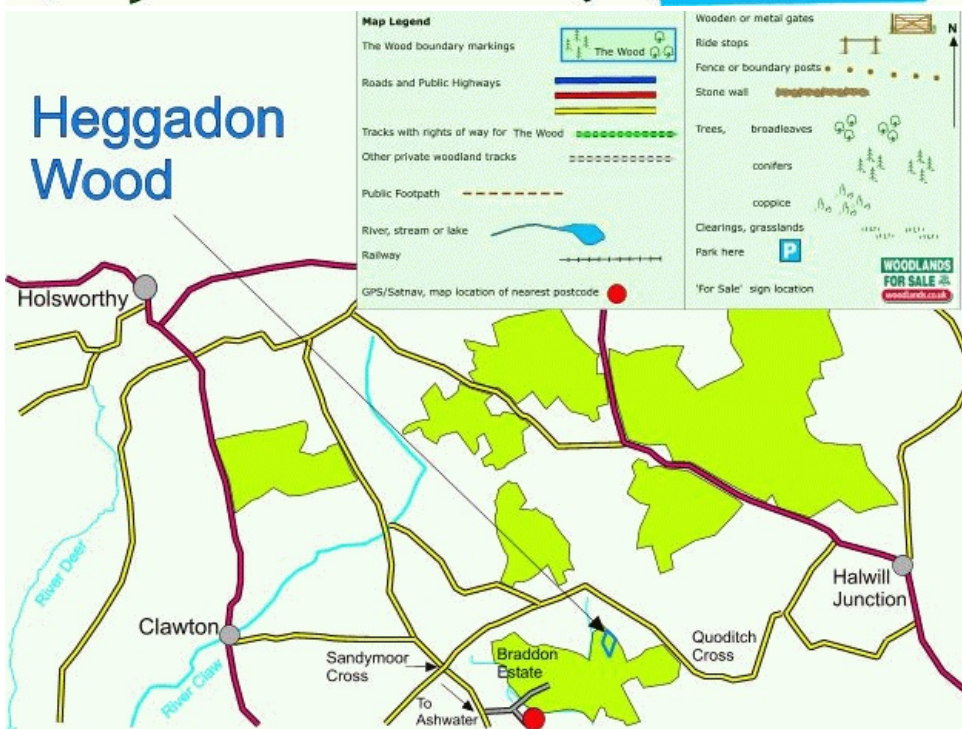 Heggadon
Wood
Map Legend
The Wood boundary markings
The Wood
Roads and Public Highways
Tracks with rights of way for The Wood
Other private woodland tracks
Public Footpath
River, stream or lake
Railway
GPS/Satnav, map location of nearest postcode
Wooden or metal gates
Ride stops
Fence or boundary posts
Stone wall
Trees, broadleaves
conifers
coppice
Clearings, grasslands
Park here
P
'For Sale' sign location
N
WOODLANDS
FOR SALE
woodlands.co.uk
Holsworthy
River Deer
Clawton
River Claw
Sandymoor
Cross
To
Ashwater
Braddon
Estate
Quoditch
Cross
Halwill
Junction